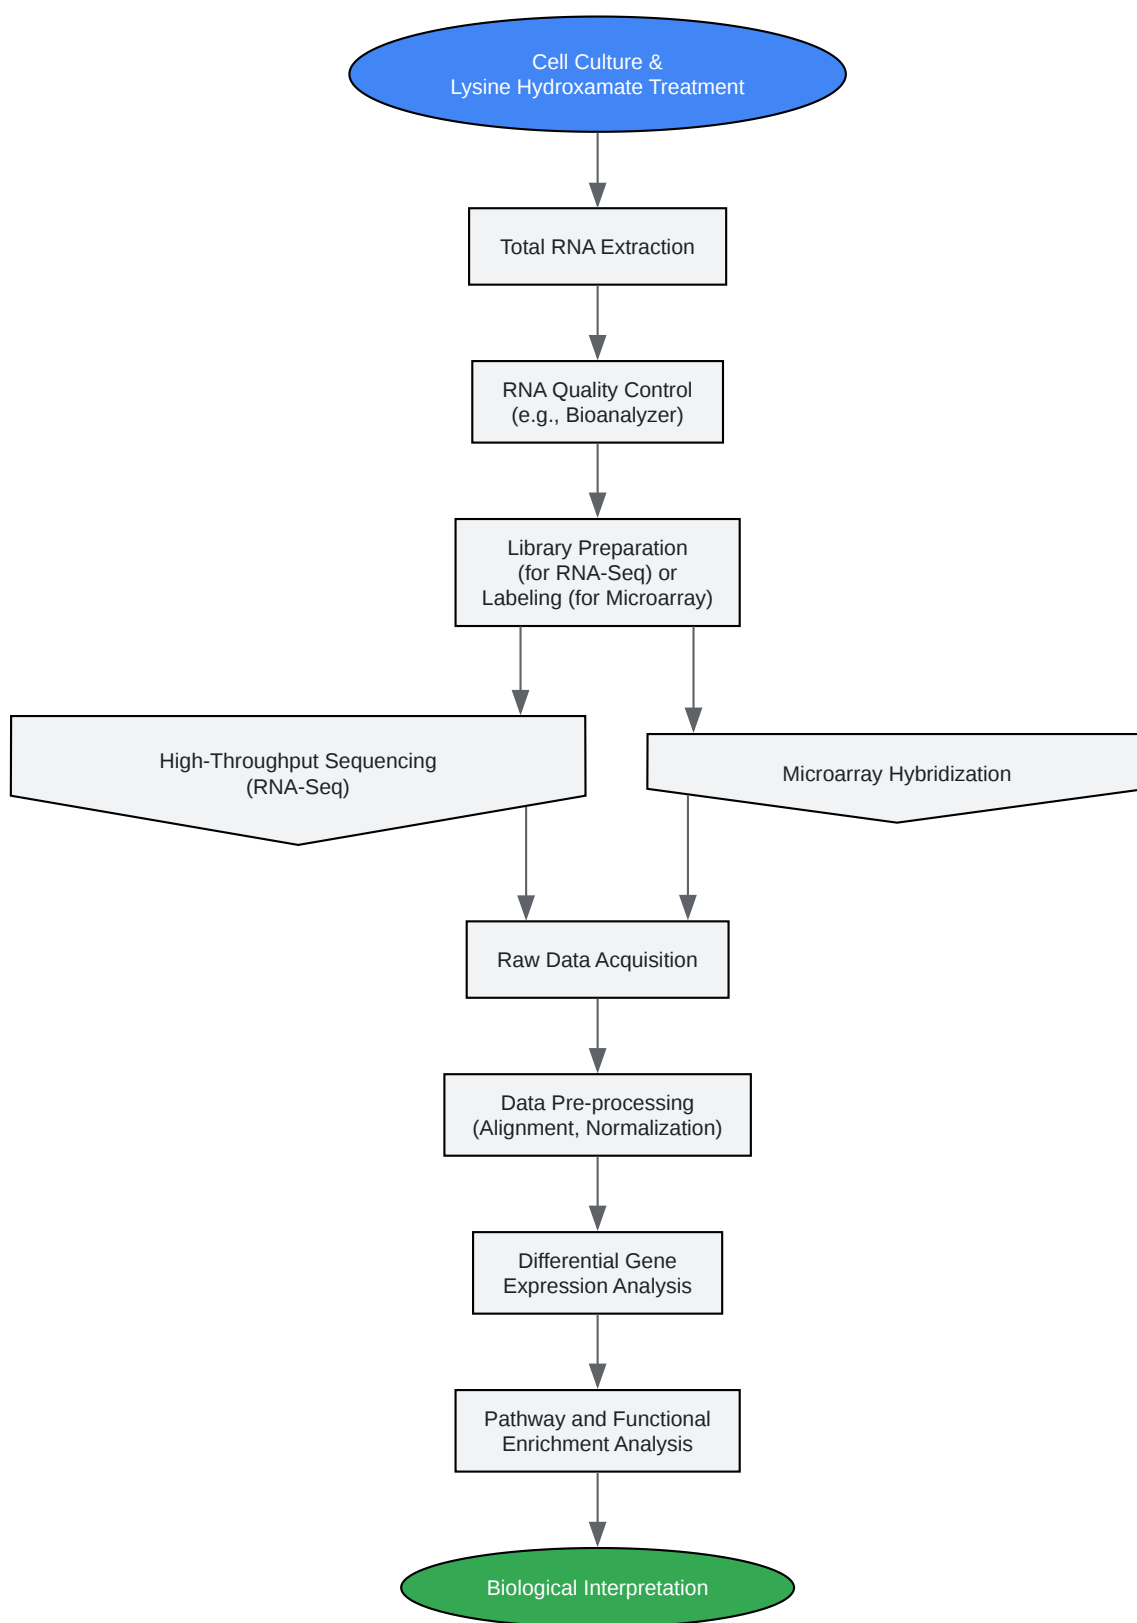 Cell Culture &
Lysine Hydroxamate Treatment
Total RNA Extraction
RNA Quality Control
(e.g., Bioanalyzer)
Library Preparation
(for RNA-Seq) or
Labeling (for Microarray)
High-Throughput Sequencing
(RNA-Seq)
Microarray Hybridization
Raw Data Acquisition
Data Pre-processing
(Alignment, Normalization)
Differential Gene
Expression Analysis
Pathway and Functional
Enrichment Analysis
Biological Interpretation